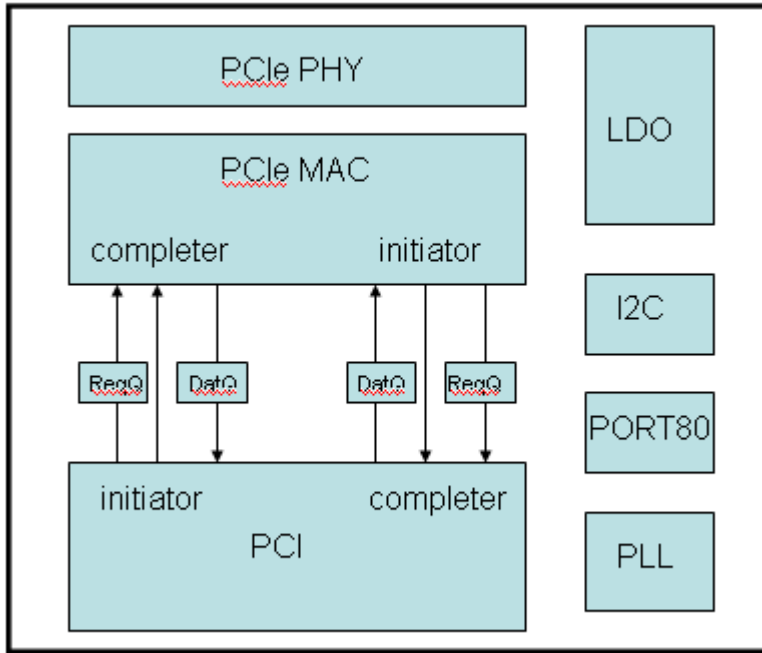 PCIe PHY
LDO
PCIe MAC
completer initiator
I2C
ReqQ DatQ DatQ ReqQ
PORT80
initiator completer
PCI
PLL